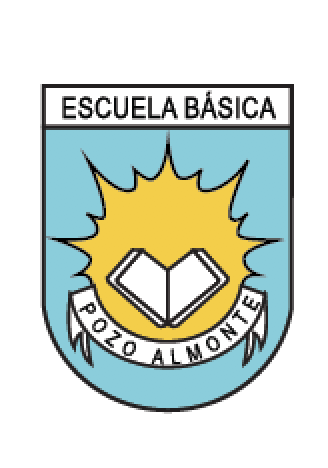 ESCUELA BÁSICA
POZO ALMONTE